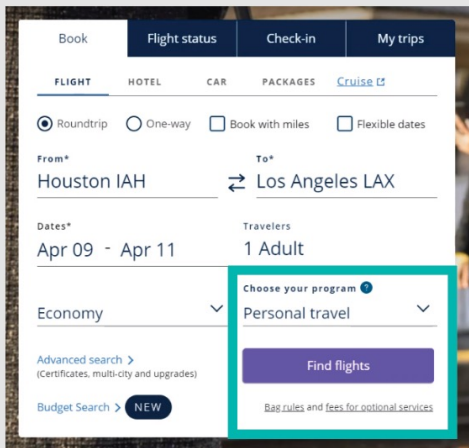 Book Flight status Check-in My trips
FLIGHT HOTEL CAR PACKAGES Cruise
Roundtrip One-way Book with miles Flexible dates
From* To*
Houston IAH Los Angeles LAX
Dates* Travelers
Apr 09 - Apr 11 1 Adult
Choose your program ?
Economy Personal travel
Advanced search >
(Certificates, multi-city and upgrades)
Find flights
Budget Search > NEW
Bag rules and fees for optional services